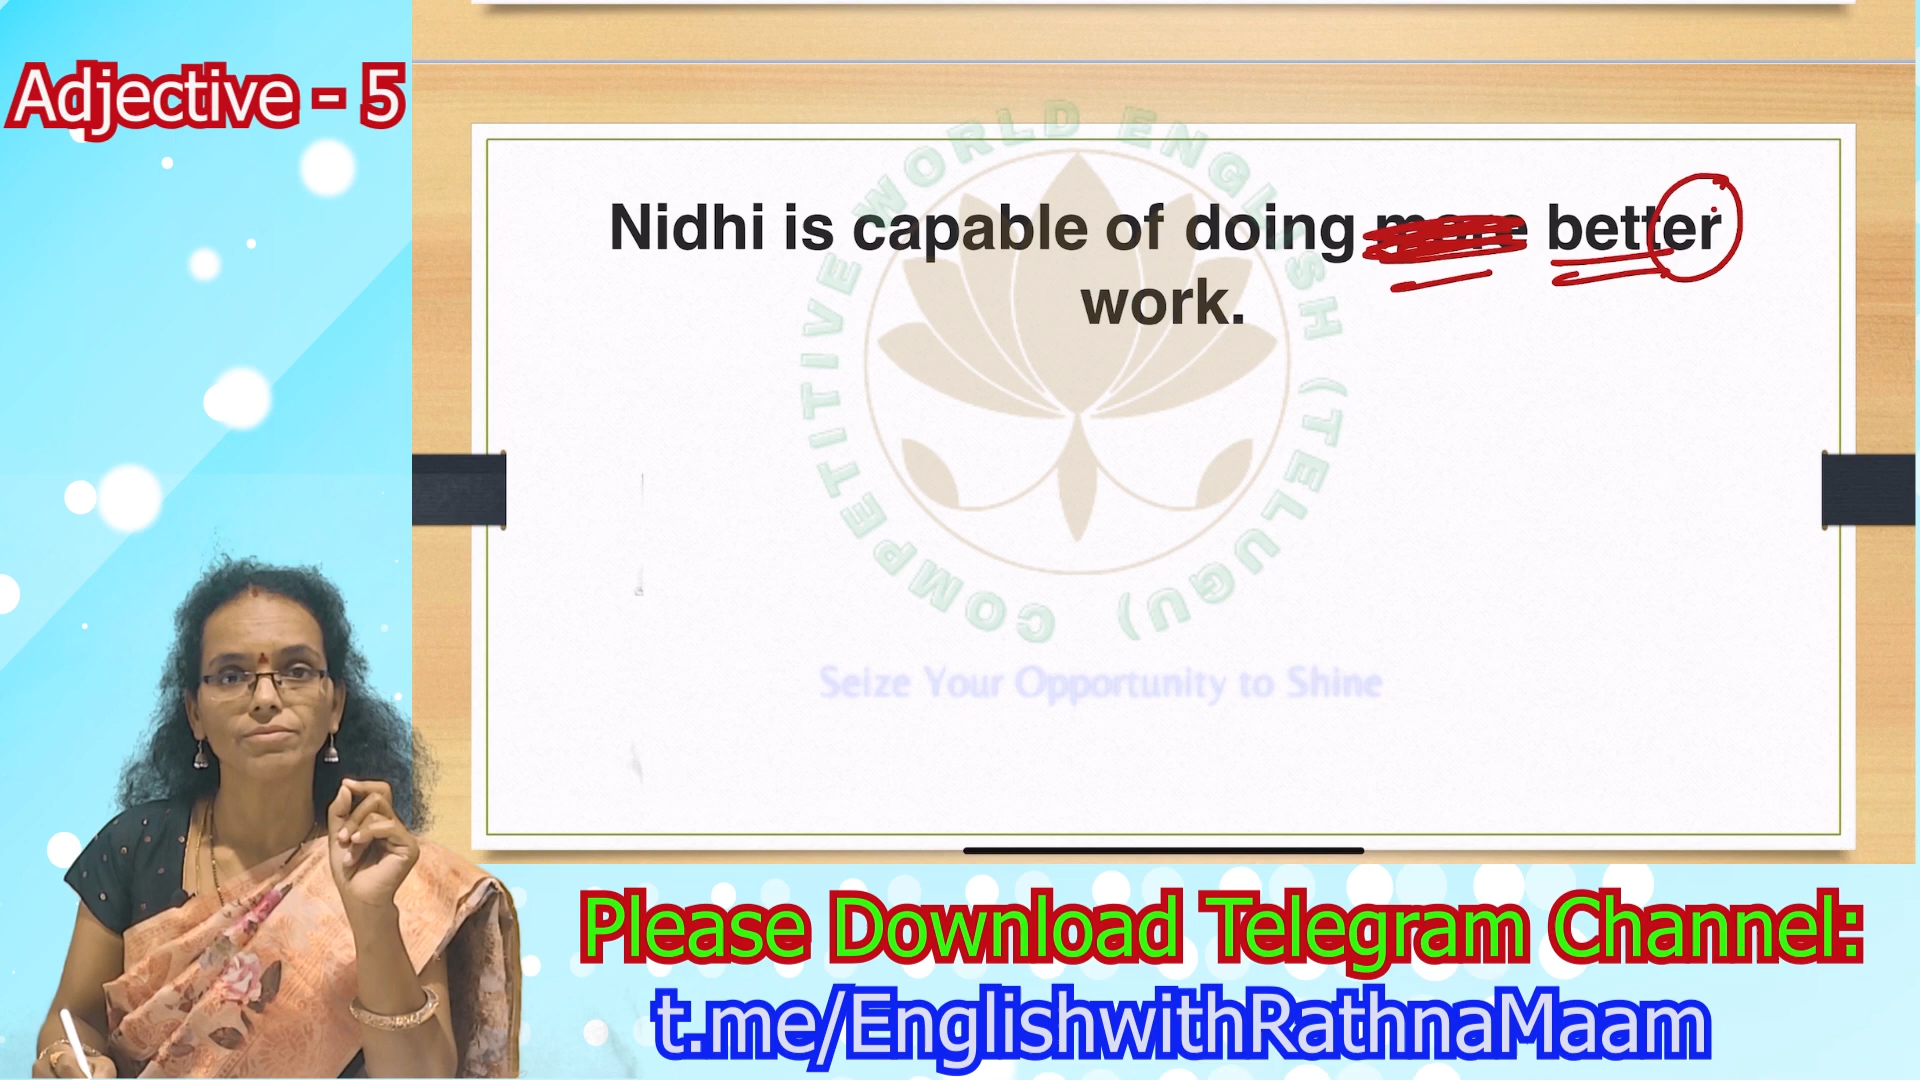 Adjective - 5
Nidhi is capable of doing more better
work.
COMPETITIVE WORLD ENGLISH (TELUGU)
Seize Your Opportunity to Shine
Please Download Telegram Channel:
t.me/EnglishwithRathnaMaam